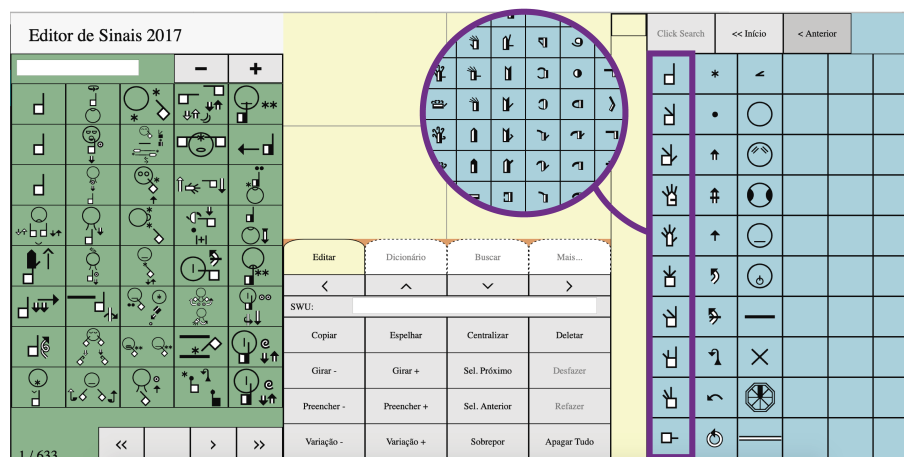 Editor de Sinais 2017
Click Search
<< Início
< Anterior
− +
Editar Dicionário Buscar Mais...
SWU:
Copiar Espelhar Centralizar Deletar
Girar - Girar + Sel. Próximo Desfazer
Preencher - Preencher + Sel. Anterior Refazer
Variação - Variação + Sobrepor Apagar Tudo
<< > >>
1 / 633